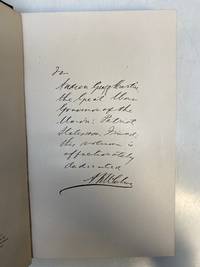 To
Andrew Gregg Curtin
the Great War
Governor of the
Union: Patriot
Statesman, Friend,
this volume is
affectionately
dedicated
A K McClure